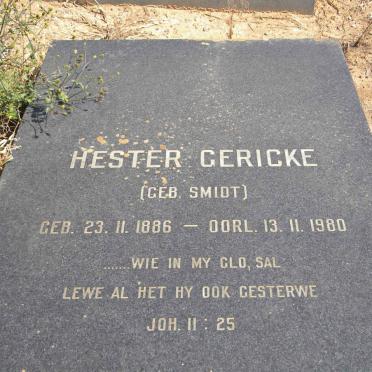 HESTER GERICKE
(GEB. SMIDT)
GEB. 23. 11. 1886 — OORL. 13. 11. 1980
.......WIE IN MY GLO, SAL
LEWE AL HET HY OOK GESTERWE
JOH. 11 : 25